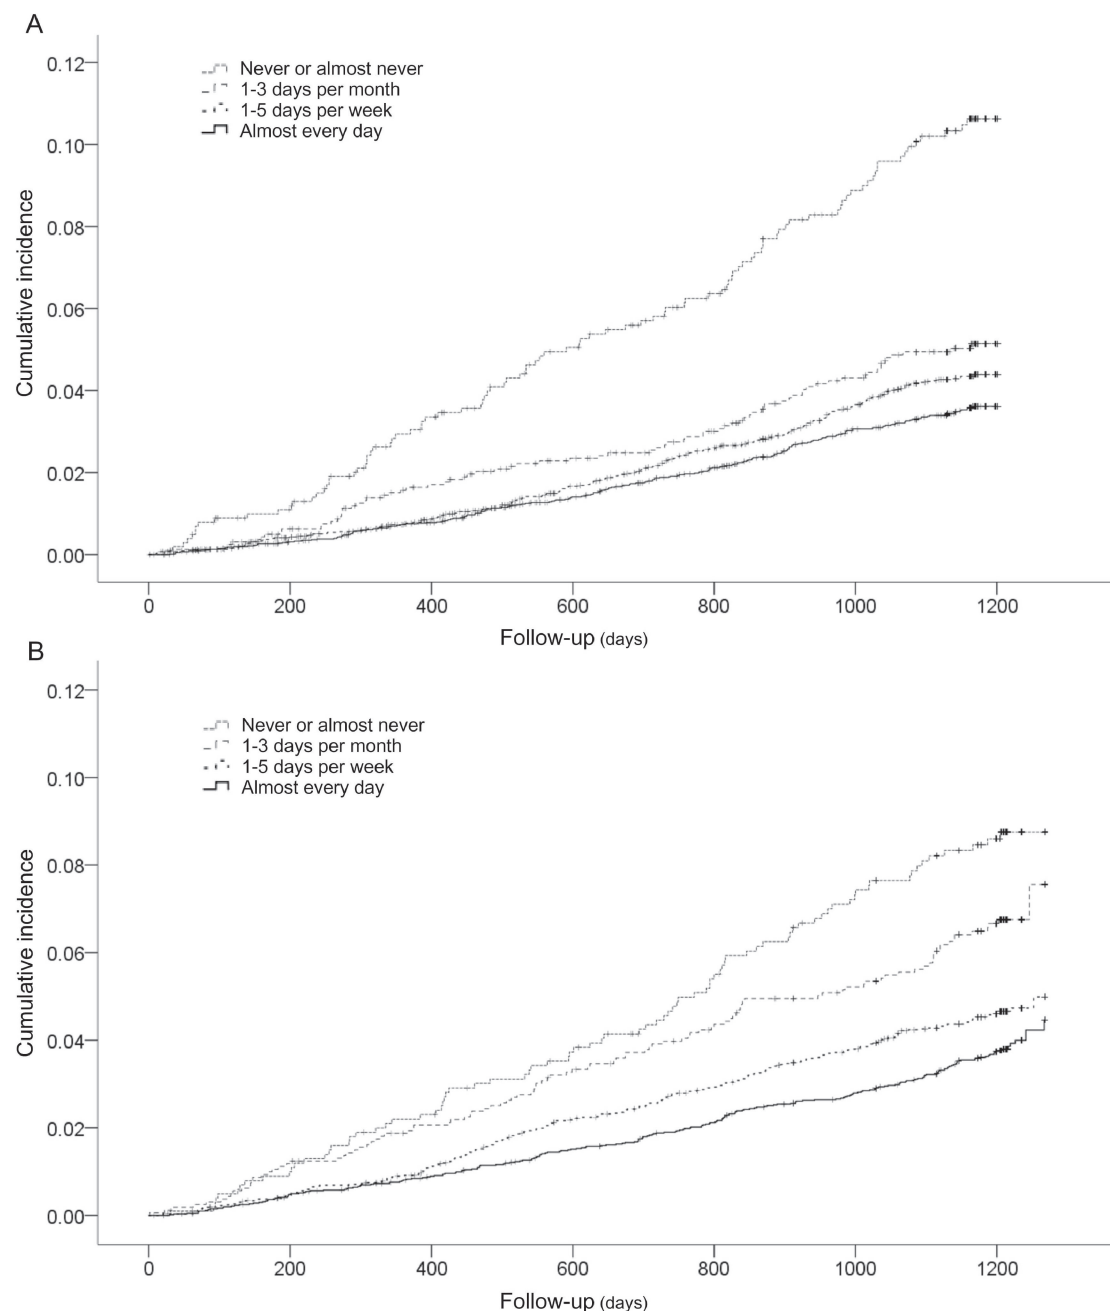 A
0.12
0.10
0.08
0.06
0.04
0.02
0.00
Cumulative incidence
Never or almost never
1-3 days per month
1-5 days per week
Almost every day
0 200 400 600 800 1000 1200
Follow-up (days)
B
0.12
0.10
0.08
0.06
0.04
0.02
0.00
Cumulative incidence
Never or almost never
1-3 days per month
1-5 days per week
Almost every day
0 200 400 600 800 1000 1200
Follow-up (days)